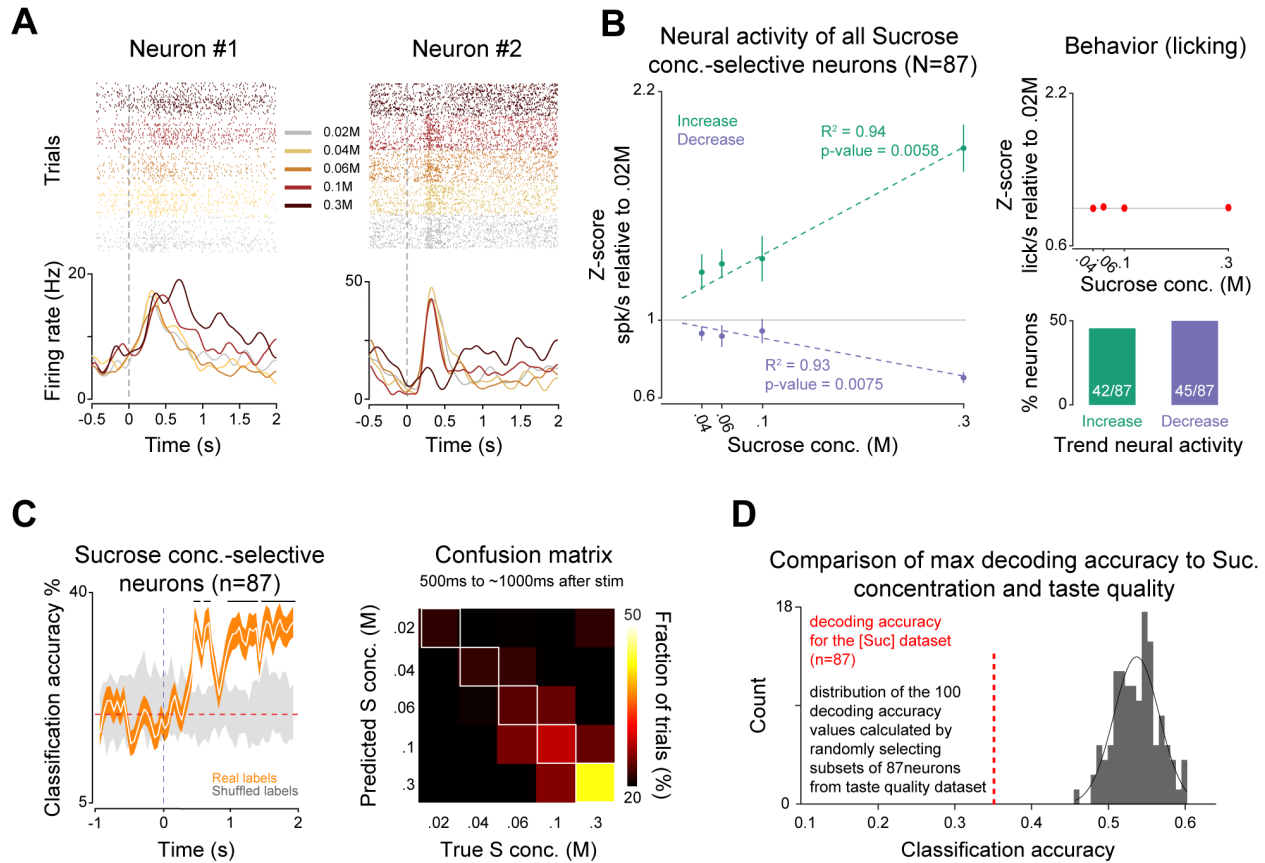 A
Neuron #1
Neuron #2
Trials
0.02M
0.04M
0.06M
0.1M
0.3M
Firing rate (Hz)
20
0
50
0
-0.5 0 0.5 1 1.5 2
-0.5 0 0.5 1 1.5 2
Time (s)
Time (s)
B
Neural activity of all Sucrose
conc.-selective neurons (N=87)
Z-score
spk/s relative to .02M
2.2
1
0.6
Increase
Decrease
R² = 0.94
p-value = 0.0058
R² = 0.93
p-value = 0.0075
.04 .06 .1 .3
Sucrose conc. (M)
Behavior (licking)
Z-score
lick/s relative to .02M
2.2
0.6
.04 .06 .1 .3
Sucrose conc. (M)
% neurons
50
0
42/87
45/87
Increase
Decrease
Trend neural activity
C
Sucrose conc.-selective
neurons (n=87)
Classification accuracy %
40
5
Real labels
Shuffled labels
-1 0 1 2
Time (s)
Confusion matrix
500ms to ~1000ms after stim
Predicted S conc. (M)
.02
.04
.06
.1
.3
.02 .04 .06 .1 .3
True S conc. (M)
50
20
Fraction of
trials (%)
D
Comparison of max decoding accuracy to Suc.
concentration and taste quality
Count
18
9
0
decoding accuracy
for the [Suc] dataset
(n=87)
distribution of the 100
decoding accuracy
values calculated by
randomly selecting
subsets of 87neurons
from taste quality dataset
0.1 0.2 0.3 0.4 0.5 0.6
Classification accuracy